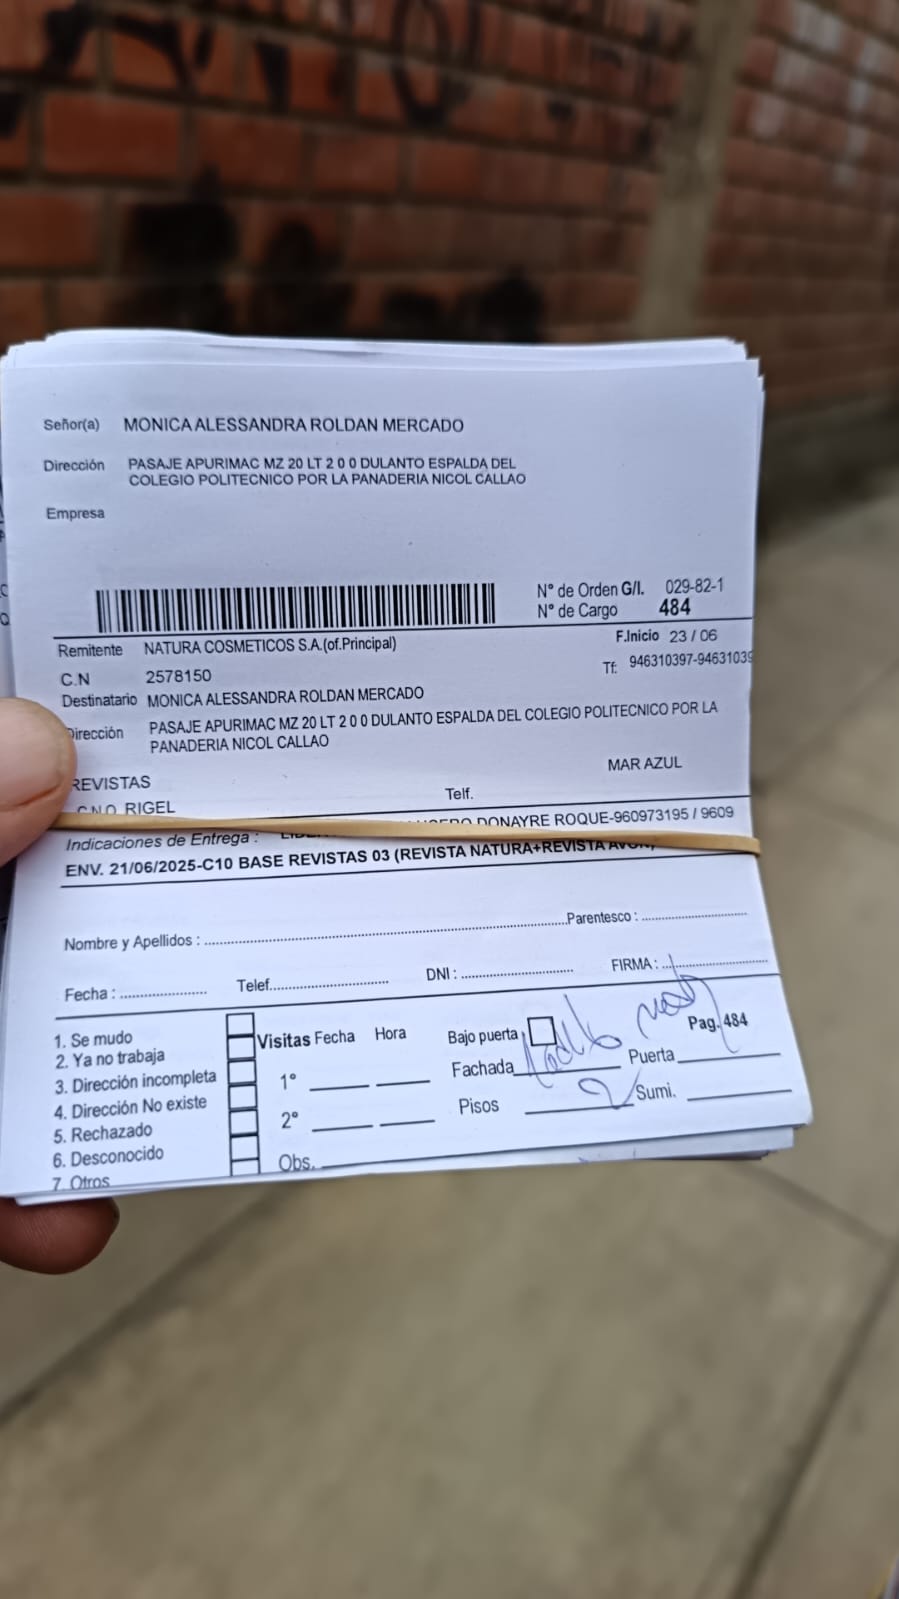 Señor(a) MONICA ALESSANDRA ROLDAN MERCADO
Dirección PASAJE APURIMAC MZ 20 LT 2 0 0 DULANTO ESPALDA DEL
COLEGIO POLITECNICO POR LA PANADERIA NICOL CALLAO
Empresa
N° de Orden G/I. 029-82-1
N° de Cargo 484
Remitente NATURA COSMETICOS S.A.(of.Principal)
F.Inicio 23 / 06
C.N 2578150
Tf: 946310397-9463103
Destinatario MONICA ALESSANDRA ROLDAN MERCADO
Dirección PASAJE APURIMAC MZ 20 LT 2 0 0 DULANTO ESPALDA DEL COLEGIO POLITECNICO POR LA
PANADERIA NICOL CALLAO
MAR AZUL
REVISTAS
Telf.
C.N.O. RIGEL
Indicaciones de Entrega : DONAYRE ROQUE-960973195 / 9609
ENV. 21/06/2025-C10 BASE REVISTAS 03 (REVISTA NATURA+REVISTA AVON)
Nombre y Apellidos : Parentesco :
Fecha : Telef. DNI : FIRMA :
1. Se mudo
2. Ya no trabaja
3. Dirección incompleta
4. Dirección No existe
5. Rechazado
6. Desconocido
7. Otros
Visitas Fecha Hora
1°
2°
Obs.
Bajo puerta
Pag. 484
Fachada Puerta
Pisos 2 Sumi.